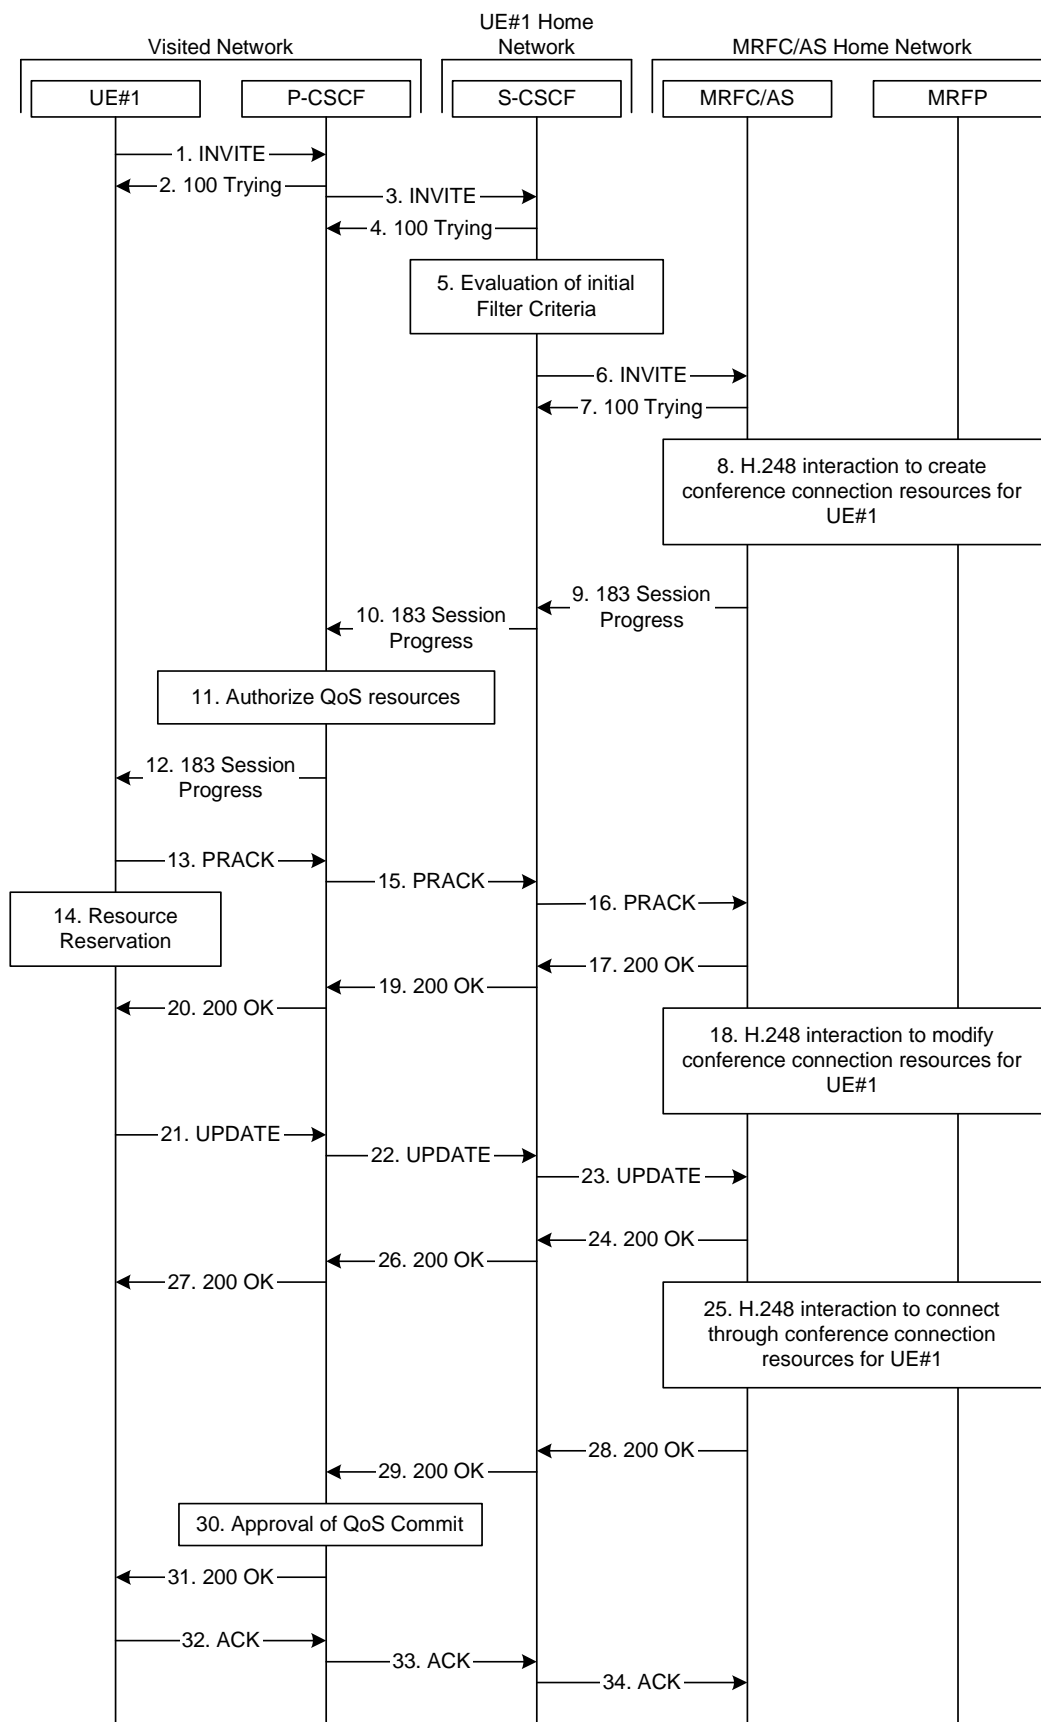 UE#1 Home
Network
Visited Network
MRFC/AS Home Network
UE#1
P-CSCF
S-CSCF
MRFC/AS
MRFP
1. INVITE
2. 100 Trying
3. INVITE
4. 100 Trying
5. Evaluation of initial
Filter Criteria
6. INVITE
7. 100 Trying
8. H.248 interaction to create
conference connection resources for
UE#1
9. 183 Session
Progress
10. 183 Session
Progress
11. Authorize QoS resources
12. 183 Session
Progress
13. PRACK
15. PRACK
16. PRACK
14. Resource
Reservation
17. 200 OK
19. 200 OK
20. 200 OK
18. H.248 interaction to modify
conference connection resources for
UE#1
21. UPDATE
22. UPDATE
23. UPDATE
24. 200 OK
26. 200 OK
27. 200 OK
25. H.248 interaction to connect
through conference connection
resources for UE#1
28. 200 OK
29. 200 OK
30. Approval of QoS Commit
31. 200 OK
32. ACK
33. ACK
34. ACK